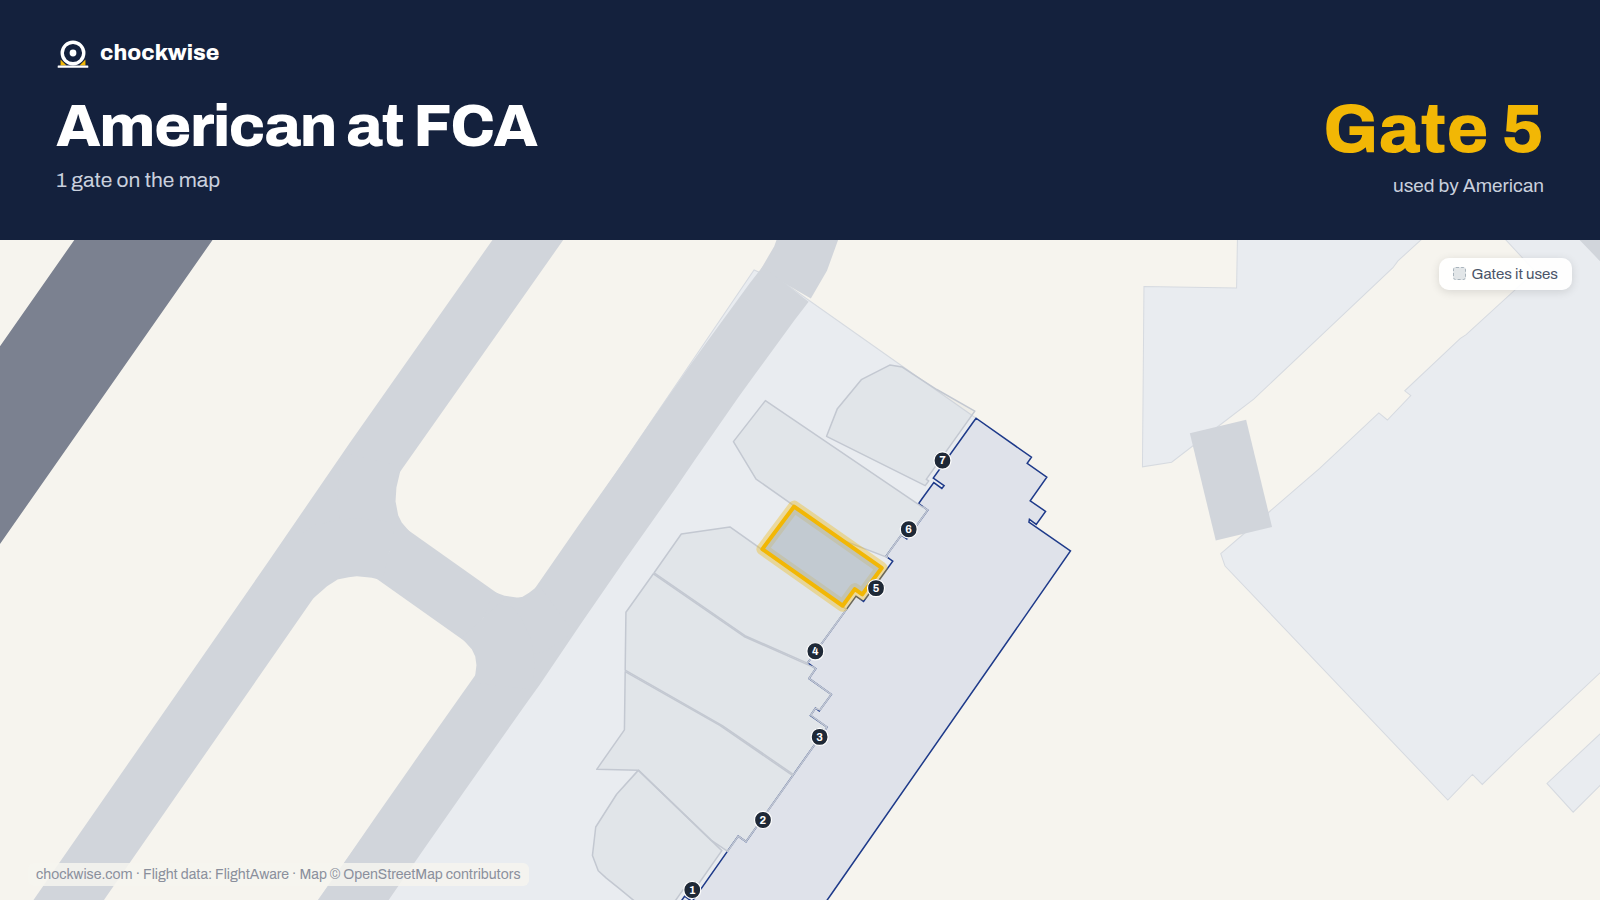 chockwise
American at FCA
1 gate on the map
Gate 5
used by American
Gates it uses
7
6
5
4
3
2
1
chockwise.com · Flight data: FlightAware · Map © OpenStreetMap contributors